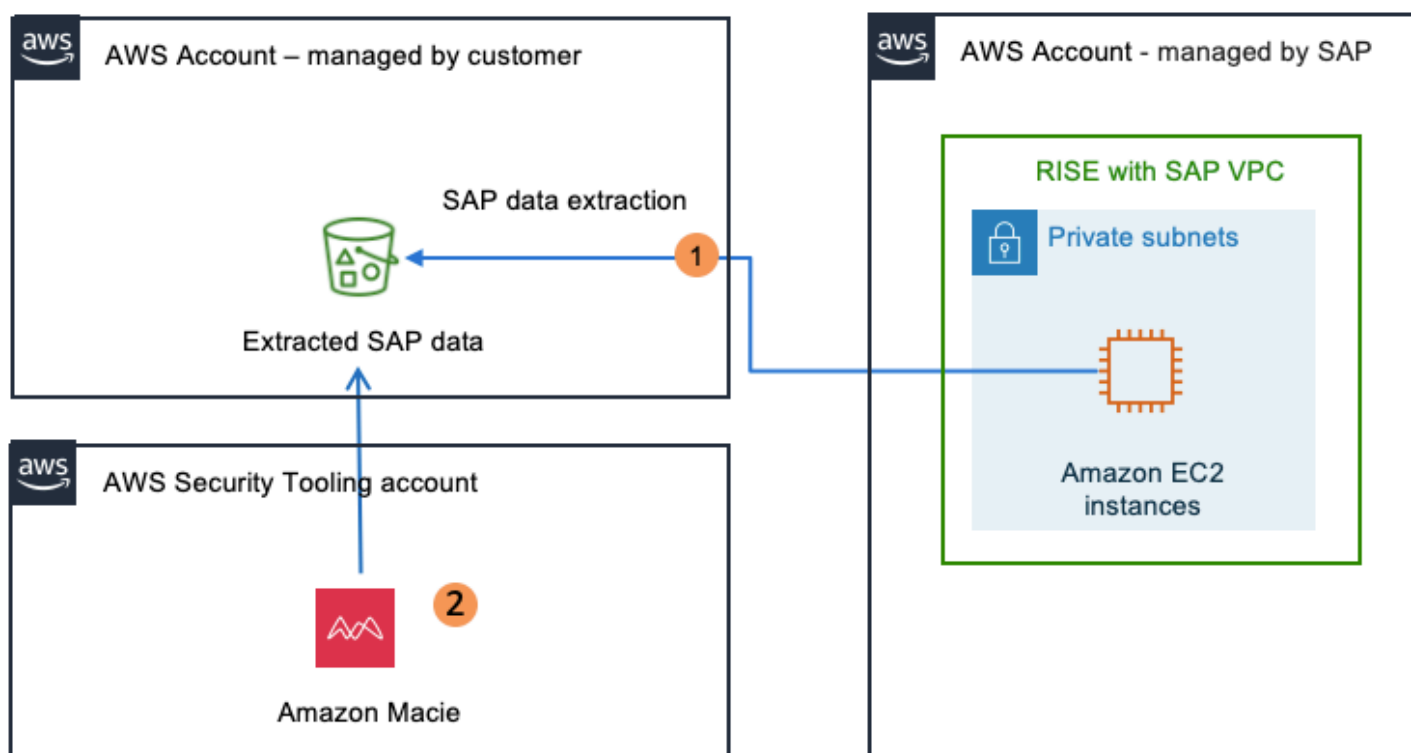 aws
AWS Account – managed by customer
SAP data extraction
1
Extracted SAP data
aws
AWS Account - managed by SAP
RISE with SAP VPC
Private subnets
Amazon EC2
instances
aws
AWS Security Tooling account
2
Amazon Macie